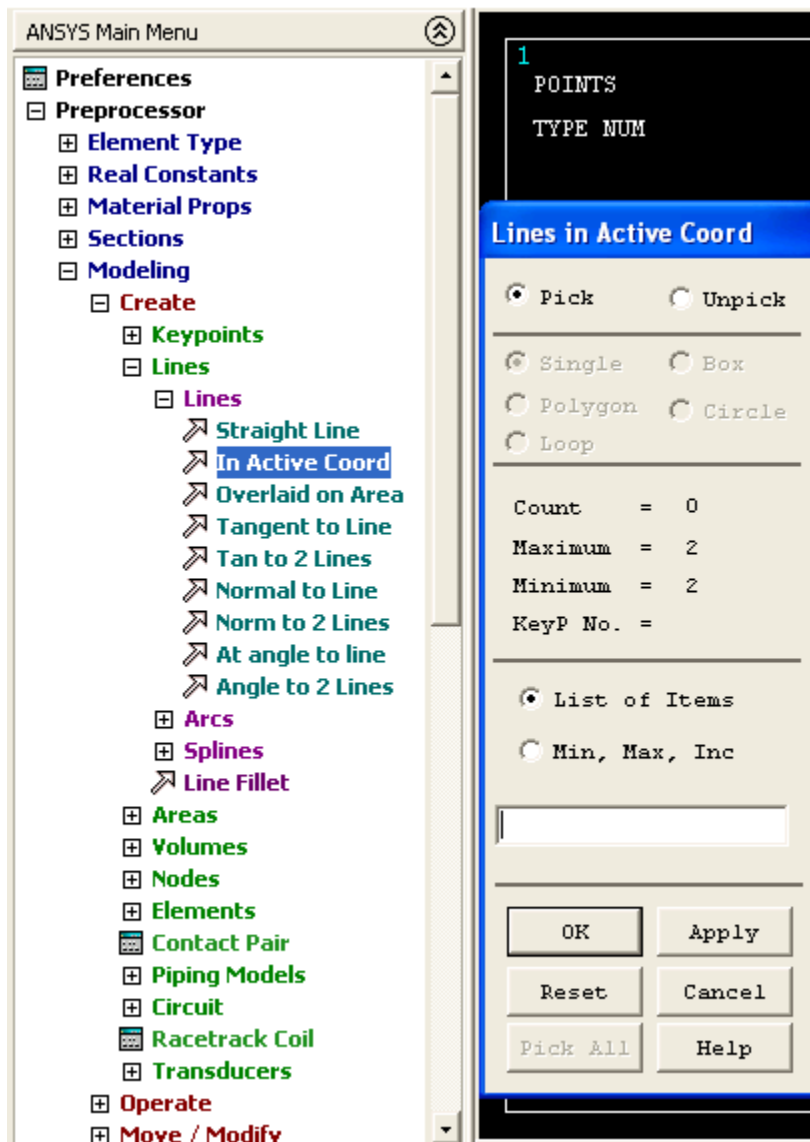 ANSYS Main Menu
Preferences
Preprocessor
Element Type
Real Constants
Material Props
Sections
Modeling
Create
Keypoints
Lines
Lines
Straight Line
In Active Coord
Overlaid on Area
Tangent to Line
Tan to 2 Lines
Normal to Line
Norm to 2 Lines
At angle to line
Angle to 2 Lines
Arcs
Splines
Line Fillet
Areas
Volumes
Nodes
Elements
Contact Pair
Piping Models
Circuit
Racetrack Coil
Transducers
Operate
Move / Modify
1
POINTS
TYPE NUM
Lines in Active Coord
Pick Unpick
Single Box
Polygon Circle
Loop
Count = 0
Maximum = 2
Minimum = 2
KeyP No. =
List of Items
Min, Max, Inc
OK Apply
Reset Cancel
Pick All Help